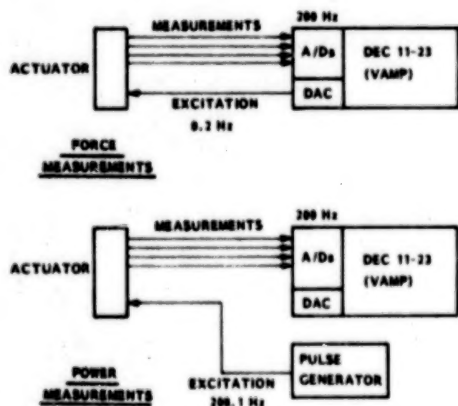 MEASUREMENTS
200 Hz
ACTUATOR
A/Ds
DEC 11-23
(VAMP)
DAC
EXCITATION
0.2 Hz
FORCE
MEASUREMENTS
MEASUREMENTS
200 Hz
ACTUATOR
A/Ds
DEC 11-23
(VAMP)
DAC
POWER
MEASUREMENTS
EXCITATION
200.1 Hz
PULSE
GENERATOR